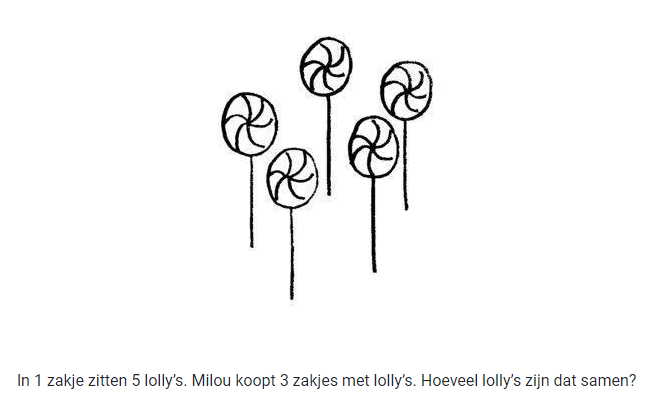 In 1 zakje zitten 5 lolly’s. Milou koopt 3 zakjes met lolly’s. Hoeveel lolly’s zijn dat samen?